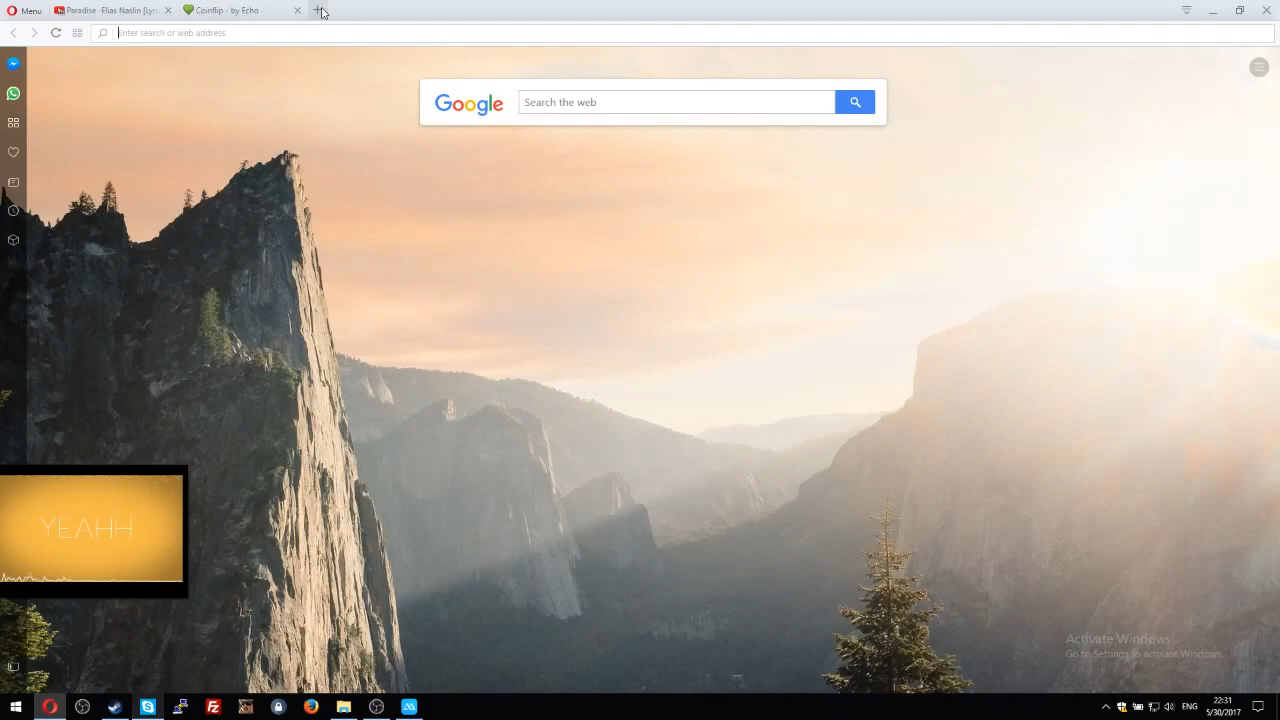 Menu
Paradise -Elias Naslin [Lyri
Coinflip - by Echo
Enter search or web address
Google
Search the web
YEAHH
Activate Windows
Go to Settings to activate Windows.
ENG
22:31
5/30/2017